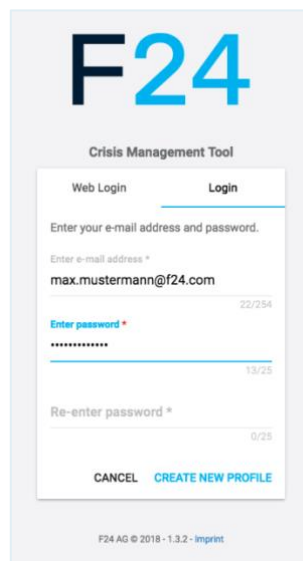 F24
Crisis Management Tool
Web Login Login
Enter your e-mail address and password.
Enter e-mail address *
max.mustermann@f24.com
22/254
Enter password *
•••••••••••••
13/25
Re-enter password *
0/25
CANCEL CREATE NEW PROFILE
F24 AG © 2018 - 1.3.2 - Imprint